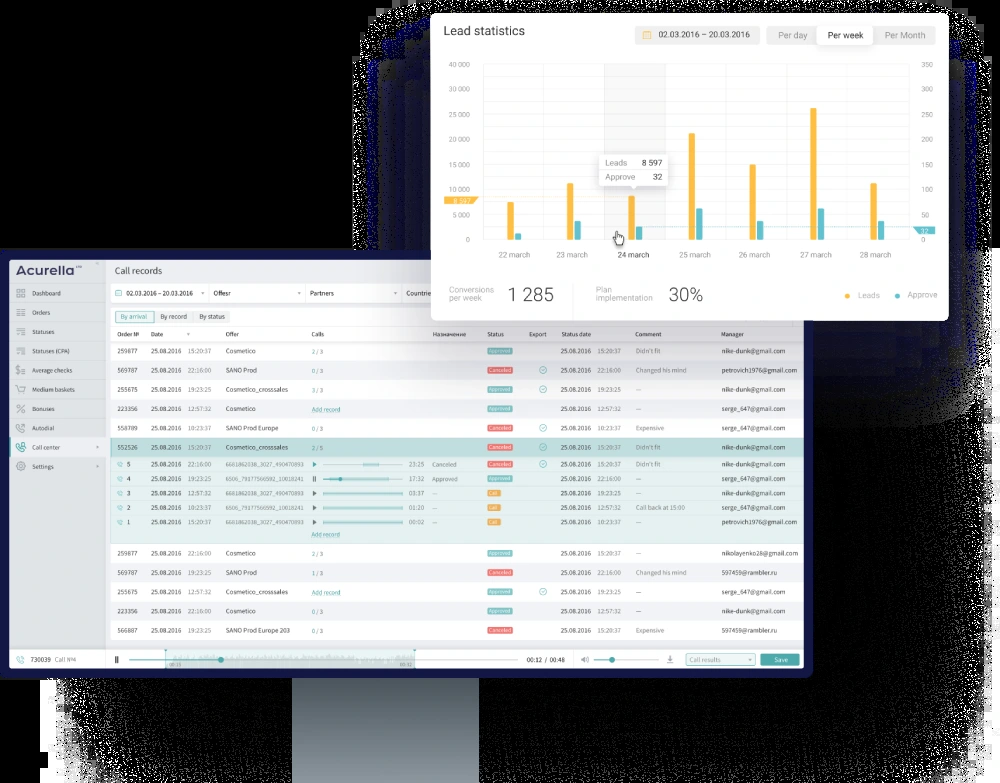 Lead statistics
02.03.2016 – 20.03.2016
Per day
Per week
Per Month
40 000
30 000
25 000
20 000
15 000
10 000
5 000
0
350
300
250
200
150
100
50
0
Leads 8 597
Approve 32
8 597
32
22 march 23 march 24 march 25 march 26 march 27 march 28 march
Conversions per week 1 285
Plan implementation 30%
Leads Approve
Acurella
Dashboard
Orders
Statuses
Statuses (CPA)
Average checks
Medium baskets
Bonuses
Autodial
Call center
Settings
Call records
02.03.2016 – 20.03.2016 Offesr Partners Countrie
By arrival By record By status
Order № Date Offer Calls Назначение Status Export Status date Comment Manager
259877 25.08.2016 15:20:37 Cosmetico 2 / 3 Approved 25.08.2016 15:20:37 Didn't fit nike-dunk@gmail.com
569787 25.08.2016 22:16:00 SANO Prod 0 / 3 Canceled 25.08.2016 22:16:00 Changed his mind petrovich1976@gmail.com
255675 25.08.2016 19:23:25 Cosmetico_crosssales 3 / 3 Approved 25.08.2016 19:23:25 — nike-dunk@gmail.com
223356 25.08.2016 12:57:32 Cosmetico Add record Approved 25.08.2016 12:57:32 — serge_647@gmail.com
558789 25.08.2016 10:23:37 SANO Prod Europe 0 / 3 Canceled 25.08.2016 10:23:37 Expensive serge_647@gmail.com
552526 25.08.2016 15:20:37 Cosmetico_crosssales 2 / 5 Canceled 25.08.2016 15:20:37 Didn't fit nike-dunk@gmail.com
5 25.08.2016 22:16:00 23:25 Canceled Canceled 25.08.2016 15:20:37 Didn't fit nike-dunk@gmail.com
4 25.08.2016 19:23:25 17:32 Approved Approved 25.08.2016 22:16:00 — serge_647@gmail.com
3 25.08.2016 12:57:32 03:37 — Call 25.08.2016 19:23:25 — nike-dunk@gmail.com
2 25.08.2016 10:23:37 01:20 — Call 25.08.2016 12:57:32 Call back at 15:00 serge_647@gmail.com
1 25.08.2016 15:20:37 00:02 — Call 25.08.2016 10:23:37 — petrovich1976@gmail.com
Add record
259877 25.08.2016 22:16:00 Cosmetico 2 / 3 Approved 25.08.2016 15:20:37 — nikolayenko28@gmail.com
569787 25.08.2016 19:23:25 SANO Prod 1 / 3 Canceled 25.08.2016 22:16:00 Changed his mind 597459@rambler.ru
255675 25.08.2016 12:57:32 Cosmetico_crosssales Add record Approved 25.08.2016 19:23:25 — serge_647@gmail.com
223356 25.08.2016 22:16:00 Cosmetico 0 / 3 Approved 25.08.2016 12:57:32 — nike-dunk@gmail.com
566887 25.08.2016 19:23:25 SANO Prod Europe 203 0 / 3 Canceled 25.08.2016 10:23:37 Expensive 597459@rambler.ru
730039 Call №4 00:12 / 00:48 Call results Save